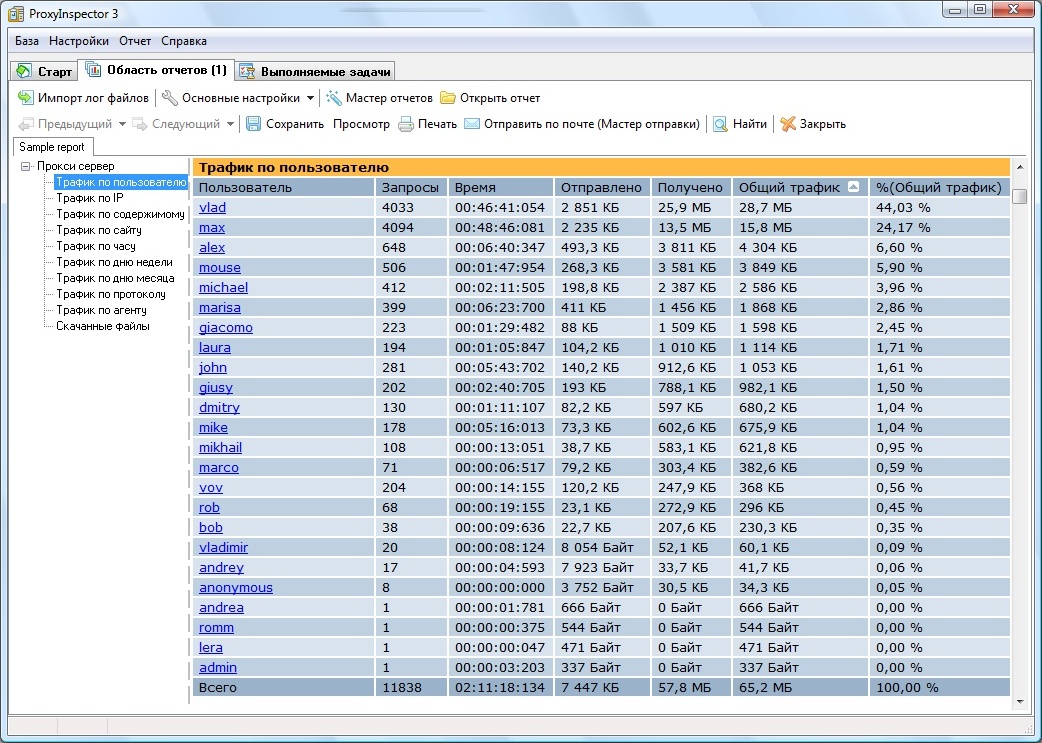 ProxyInspector 3
База Настройки Отчет Справка
Старт Область отчетов (1) Выполняемые задачи
Импорт лог файлов Основные настройки Мастер отчетов Открыть отчет
Предыдущий Следующий Сохранить Просмотр Печать Отправить по почте (Мастер отправки) Найти Закрыть
Sample report
Прокси сервер
Трафик по пользователю
Трафик по IP
Трафик по содержимому
Трафик по сайту
Трафик по часу
Трафик по дню недели
Трафик по дню месяца
Трафик по протоколу
Трафик по агенту
Скачанные файлы
Трафик по пользователю
Пользователь Запросы Время Отправлено Получено Общий трафик %(Общий трафик)
vlad 4033 00:46:41:054 2 851 КБ 25,9 МБ 28,7 МБ 44,03 %
max 4094 00:48:46:081 2 235 КБ 13,5 МБ 15,8 МБ 24,17 %
alex 648 00:06:40:347 493,3 КБ 3 811 КБ 4 304 КБ 6,60 %
mouse 506 00:01:47:954 268,3 КБ 3 581 КБ 3 849 КБ 5,90 %
michael 412 00:02:11:505 198,8 КБ 2 387 КБ 2 586 КБ 3,96 %
marisa 399 00:06:23:700 411 КБ 1 456 КБ 1 868 КБ 2,86 %
giacomo 223 00:01:29:482 88 КБ 1 509 КБ 1 598 КБ 2,45 %
laura 194 00:01:05:847 104,2 КБ 1 010 КБ 1 114 КБ 1,71 %
john 281 00:05:43:702 140,2 КБ 912,6 КБ 1 053 КБ 1,61 %
giusy 202 00:02:40:705 193 КБ 788,1 КБ 982,1 КБ 1,50 %
dmitry 130 00:01:11:107 82,2 КБ 597 КБ 680,2 КБ 1,04 %
mike 178 00:05:16:013 73,3 КБ 602,6 КБ 675,9 КБ 1,04 %
mikhail 108 00:00:13:051 38,7 КБ 583,1 КБ 621,8 КБ 0,95 %
marco 71 00:00:06:517 79,2 КБ 303,4 КБ 382,6 КБ 0,59 %
vov 204 00:00:14:155 120,2 КБ 247,9 КБ 368 КБ 0,56 %
rob 68 00:00:19:155 23,1 КБ 272,9 КБ 296 КБ 0,45 %
bob 38 00:00:09:636 22,7 КБ 207,6 КБ 230,3 КБ 0,35 %
vladimir 20 00:00:08:124 8 054 Байт 52,1 КБ 60,1 КБ 0,09 %
andrey 17 00:00:04:593 7 923 Байт 33,7 КБ 41,7 КБ 0,06 %
anonymous 8 00:00:00:000 3 752 Байт 30,5 КБ 34,3 КБ 0,05 %
andrea 1 00:00:01:781 666 Байт 0 Байт 666 Байт 0,00 %
romm 1 00:00:00:375 544 Байт 0 Байт 544 Байт 0,00 %
lera 1 00:00:00:047 471 Байт 0 Байт 471 Байт 0,00 %
admin 1 00:00:03:203 337 Байт 0 Байт 337 Байт 0,00 %
Всего 11838 02:11:18:134 7 447 КБ 57,8 МБ 65,2 МБ 100,00 %